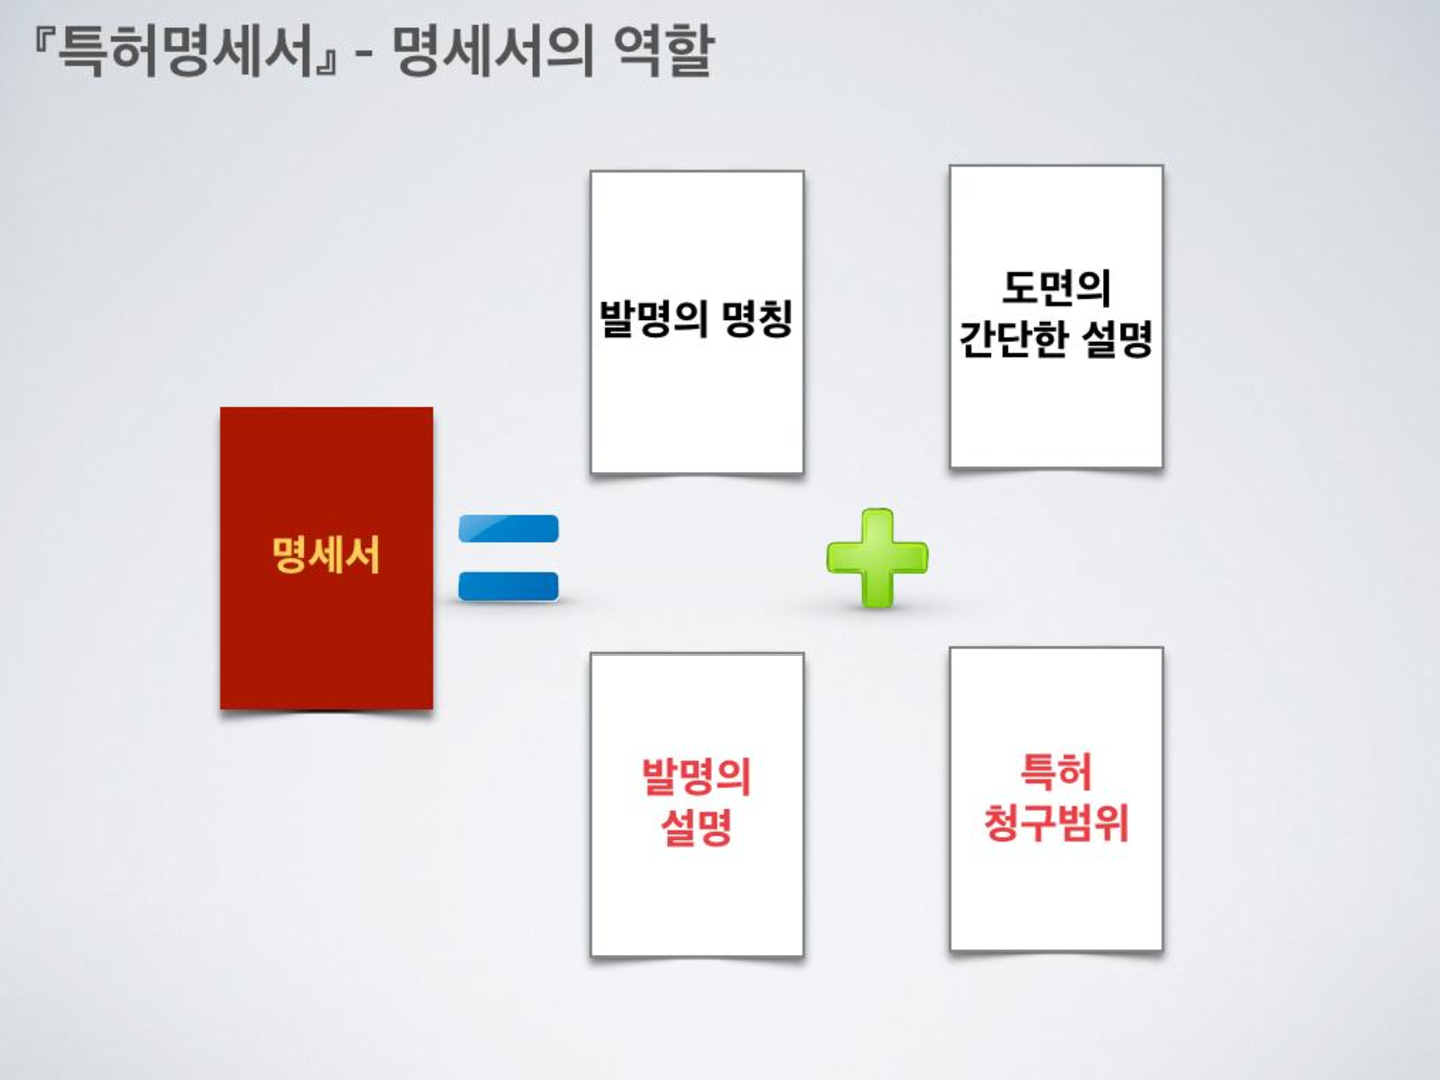 『특허명세서』 - 명세서의 역할
발명의 명칭
도면의
간단한 설명
명세서
발명의
설명
특허
청구범위